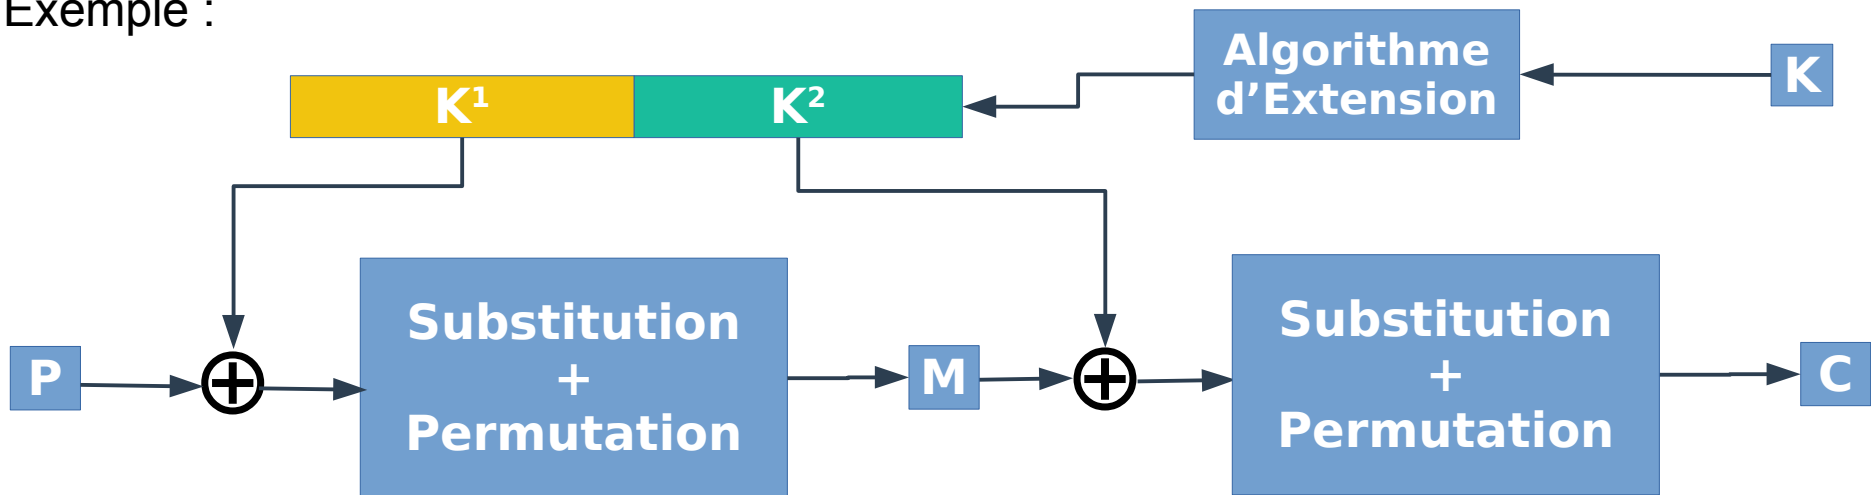 Exemple :
Algorithme
d’Extension
K
K¹
K²
P
Substitution
+
Permutation
M
Substitution
+
Permutation
C